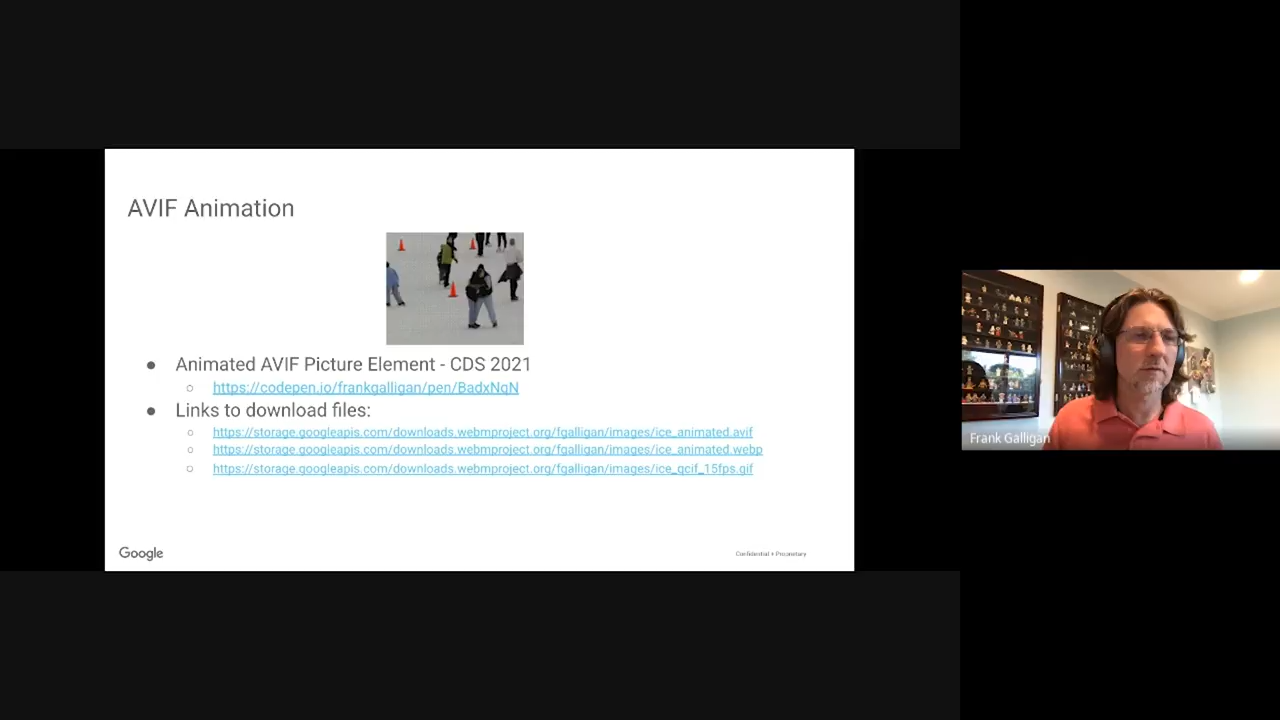 AVIF Animation
Animated AVIF Picture Element - CDS 2021
https://codepen.io/frankgalligan/pen/BadxNqN
Links to download files:
https://storage.googleapis.com/downloads.webmproject.org/fgalligan/images/ice_animated.avif
https://storage.googleapis.com/downloads.webmproject.org/fgalligan/images/ice_animated.webp
https://storage.googleapis.com/downloads.webmproject.org/fgalligan/images/ice_qcif_15fps.gif
Google
Confidential + Proprietary
Frank Galligan